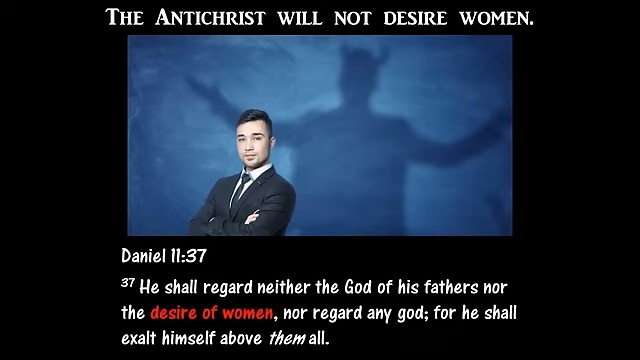 The Antichrist will not desire women.
Daniel 11:37
37 He shall regard neither the God of his fathers nor
the desire of women, nor regard any god; for he shall
exalt himself above them all.